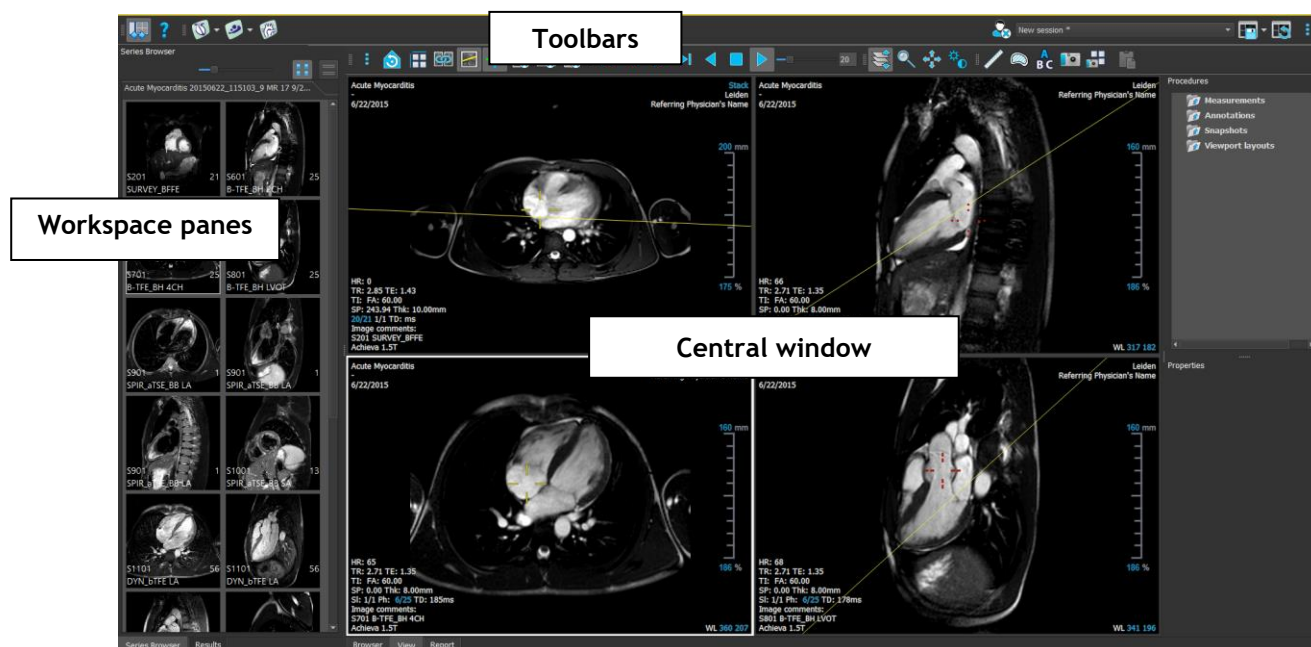 Toolbars
New session *
Series Browser
Acute Myocarditis 20150622_115103_9 MR 17 9/2...
20
A
B C
S201 21
SURVEY_BFFE
S601 25
B-TFE_BH 2CH
Workspace panes
S701 25
B-TFE_BH 4CH
S801 25
B-TFE_BH LVOT
S901 1
SPIR_aTSE_BB LA
S901 1
SPIR_aTSE_BB LA
S901 1
SPIR_aTSE_BB LA
S1001 13
SPIR_aTSE_BB SA
S1101 56
DYN_bTFE LA
S1101 56
DYN_bTFE LA
Series Browser Results
Acute Myocarditis
-
6/22/2015
Stack
Leiden
Referring Physician's Name
200 mm
175 %
HR: 0
TR: 2.85 TE: 1.43
TI: FA: 60.00
SP: 243.94 Thk: 10.00mm
20/21 1/1 TD: ms
Image comments:
S201 SURVEY_BFFE
Achieva 1.5T
Acute Myocarditis
-
6/22/2015
Leiden
Referring Physician's Name
160 mm
186 %
HR: 66
TR: 2.71 TE: 1.35
TI: FA: 60.00
SP: 0.00 Thk: 8.00mm
WL 317 182
Central window
Acute Myocarditis
-
6/22/2015
160 mm
186 %
HR: 65
TR: 2.71 TE: 1.35
TI: FA: 60.00
SP: 0.00 Thk: 8.00mm
Sl: 1/1 Ph: 6/25 TD: 185ms
Image comments:
S701 B-TFE_BH 4CH
Achieva 1.5T
WL 360 207
Acute Myocarditis
-
6/22/2015
Leiden
Referring Physician's Name
160 mm
186 %
HR: 68
TR: 2.71 TE: 1.35
TI: FA: 60.00
SP: 0.00 Thk: 8.00mm
Sl: 1/1 Ph: 6/25 TD: 178ms
Image comments:
S801 B-TFE_BH LVOT
Achieva 1.5T
WL 341 196
Browser View Report
Procedures
Measurements
Annotations
Snapshots
Viewport layouts
Properties